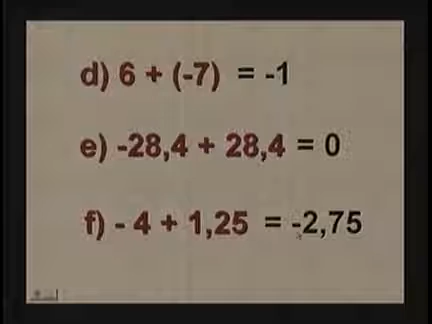 d) 6 + (-7) = -1
e) -28,4 + 28,4 = 0
f) - 4 + 1,25 = -2,75